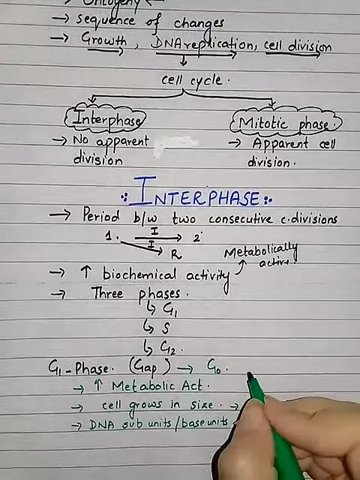 → Ontogeny ←
→ sequence of changes
→ Growth, DNA replication, cell division
cell cycle.
Interphase Mitotic phase
→ No apparent division → Apparent cell division.
INTERPHASE
→ Period b/w two consecutive c.divisions
1. I → 2
I → R
Metabolically active
→ ↑ biochemical activity
→ Three phases.
↳ G1
↳ S
↳ G2
G1-Phase (Gap) → G0.
→ ↑ Metabolic Act.
→ cell grows in size →
→ DNA sub units/base units